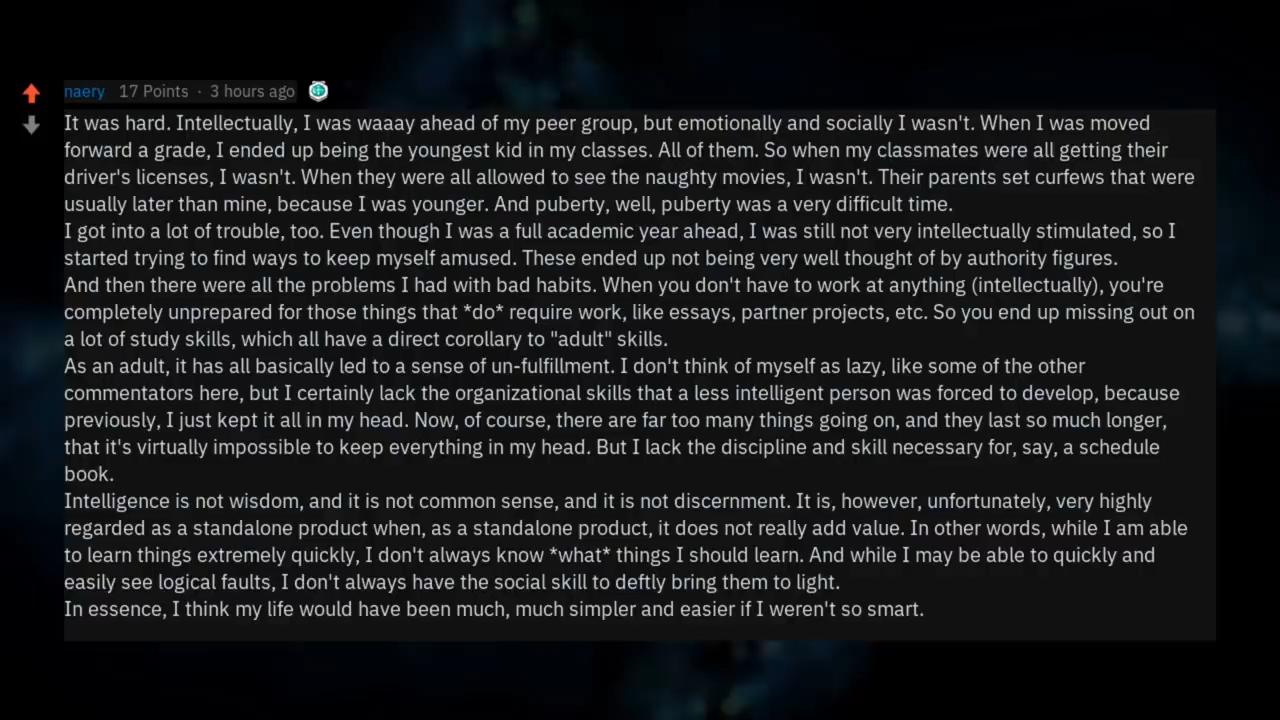 naery 17 Points · 3 hours ago
It was hard. Intellectually, I was waaay ahead of my peer group, but emotionally and socially I wasn't. When I was moved
forward a grade, I ended up being the youngest kid in my classes. All of them. So when my classmates were all getting their
driver's licenses, I wasn't. When they were all allowed to see the naughty movies, I wasn't. Their parents set curfews that were
usually later than mine, because I was younger. And puberty, well, puberty was a very difficult time.
I got into a lot of trouble, too. Even though I was a full academic year ahead, I was still not very intellectually stimulated, so I
started trying to find ways to keep myself amused. These ended up not being very well thought of by authority figures.
And then there were all the problems I had with bad habits. When you don't have to work at anything (intellectually), you're
completely unprepared for those things that *do* require work, like essays, partner projects, etc. So you end up missing out on
a lot of study skills, which all have a direct corollary to "adult" skills.
As an adult, it has all basically led to a sense of un-fulfillment. I don't think of myself as lazy, like some of the other
commentators here, but I certainly lack the organizational skills that a less intelligent person was forced to develop, because
previously, I just kept it all in my head. Now, of course, there are far too many things going on, and they last so much longer,
that it's virtually impossible to keep everything in my head. But I lack the discipline and skill necessary for, say, a schedule
book.
Intelligence is not wisdom, and it is not common sense, and it is not discernment. It is, however, unfortunately, very highly
regarded as a standalone product when, as a standalone product, it does not really add value. In other words, while I am able
to learn things extremely quickly, I don't always know *what* things I should learn. And while I may be able to quickly and
easily see logical faults, I don't always have the social skill to deftly bring them to light.
In essence, I think my life would have been much, much simpler and easier if I weren't so smart.